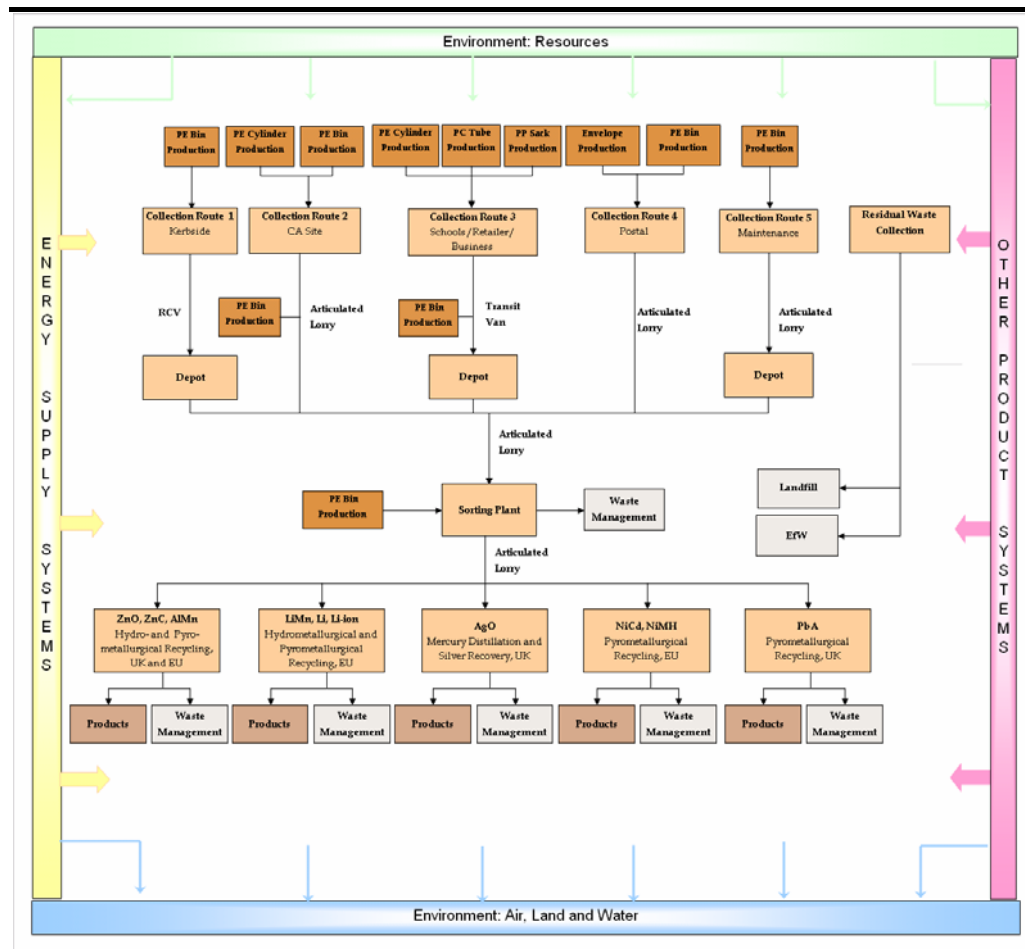 Environment: Resources
ENERGY SUPPLY SYSTEMS
OTHER PRODUCT SYSTEMS
PE Bin
Production
PE Cylinder
Production
PE Bin
Production
PE Cylinder
Production
PC Tube
Production
PP Sack
Production
Envelope
Production
PE Bin
Production
PE Bin
Production
Collection Route 1
Kerbside
Collection Route 2
CA Site
Collection Route 3
Schools/Retailer/
Business
Collection Route 4
Postal
Collection Route 5
Maintenance
Residual Waste
Collection
RCV
PE Bin
Production
Articulated
Lorry
PE Bin
Production
Transit
Van
Articulated
Lorry
Articulated
Lorry
Depot
Depot
Depot
Articulated
Lorry
PE Bin
Production
Sorting Plant
Waste
Management
Landfill
EfW
Articulated
Lorry
ZnO, ZnC, AlMn
Hydro- and Pyro-
metallurgical Recycling,
UK and EU
LiMn, Li, Li-ion
Hydrometallurgical and
Pyrometallurgical
Recycling, EU
AgO
Mercury Distillation and
Silver Recovery, UK
NiCd, NiMH
Pyrometallurgical
Recycling, EU
PbA
Pyrometallurgical
Recycling, UK
Products
Waste
Management
Products
Waste
Management
Products
Waste
Management
Products
Waste
Management
Products
Waste
Management
Environment: Air, Land and Water